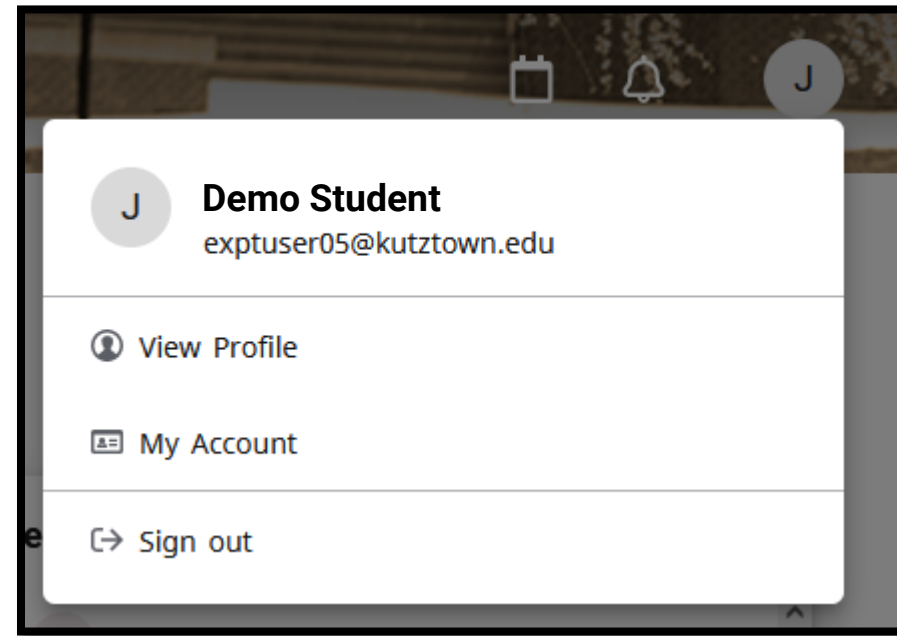 J
J
Demo Student
exptuser05@kutztown.edu
View Profile
My Account
e
Sign out